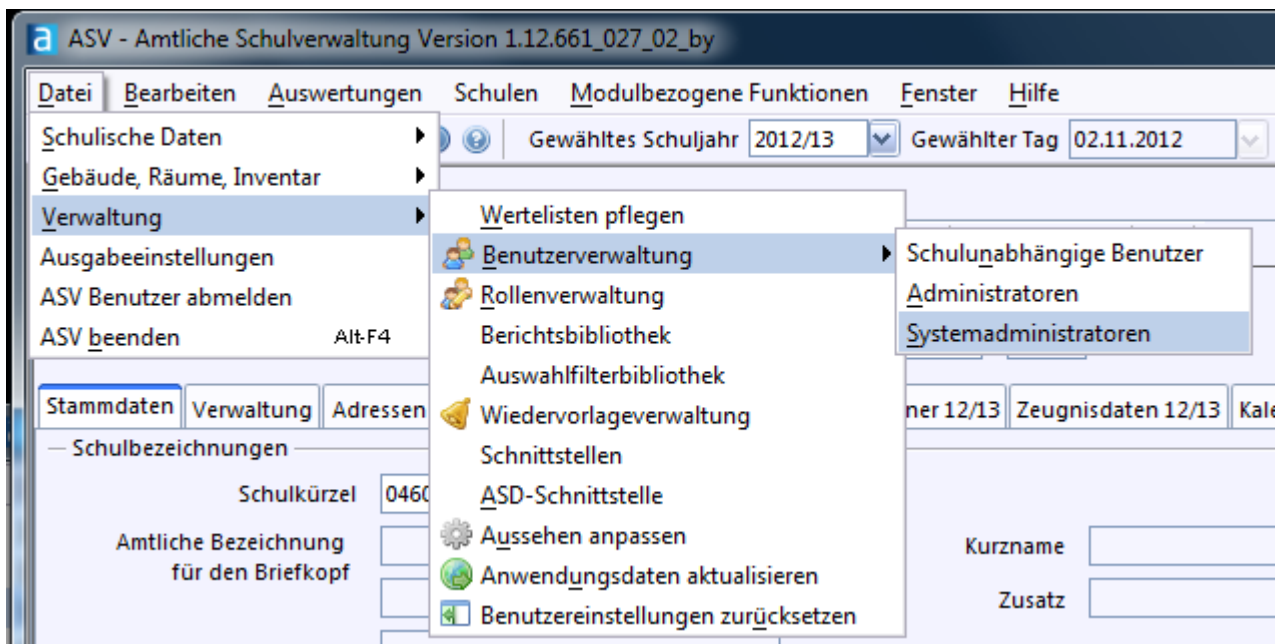 ASV - Amtliche Schulverwaltung Version 1.12.661_027_02_by
Datei Bearbeiten Auswertungen Schulen Modulbezogene Funktionen Fenster Hilfe
Gewähltes Schuljahr 2012/13 Gewählter Tag 02.11.2012
Schulische Daten
Gebäude, Räume, Inventar
Verwaltung
Ausgabeeinstellungen
ASV Benutzer abmelden
ASV beenden Alt-F4
Wertelisten pflegen
Benutzerverwaltung
Rollenverwaltung
Berichtsbibliothek
Auswahlfilterbibliothek
Wiedervorlageverwaltung
Schnittstellen
ASD-Schnittstelle
Aussehen anpassen
Anwendungsdaten aktualisieren
Benutzereinstellungen zurücksetzen
Schulunabhängige Benutzer
Administratoren
Systemadministratoren
Stammdaten Verwaltung Adressen ner 12/13 Zeugnisdaten 12/13 Kale
Schulbezeichnungen
Schulkürzel 0460
Amtliche Bezeichnung
für den Briefkopf
Kurzname
Zusatz